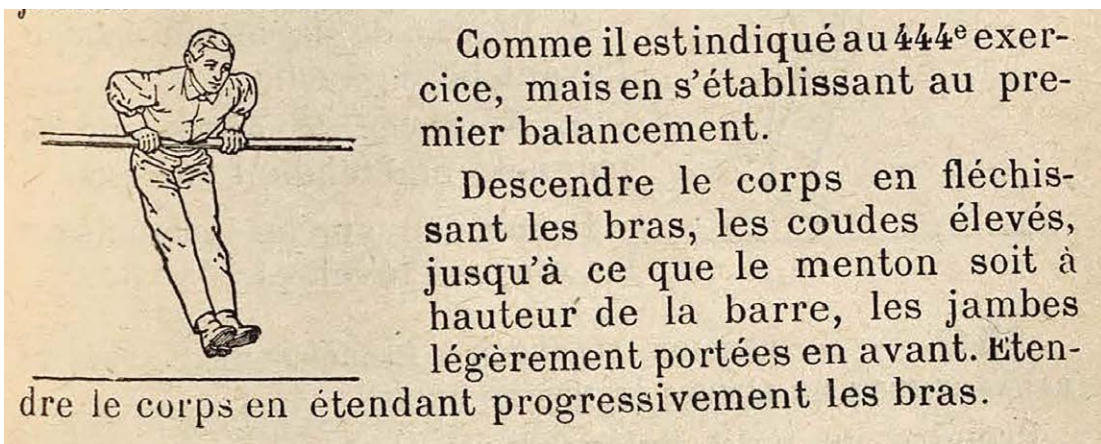 Comme il est indiqué au 444e exer-
cice, mais en s'établissant au pre-
mier balancement.
Descendre le corps en fléchis-
sant les bras, les coudes élevés,
jusqu'à ce que le menton soit à
hauteur de la barre, les jambes
légèrement portées en avant. Eten-
dre le corps en étendant progressivement les bras.